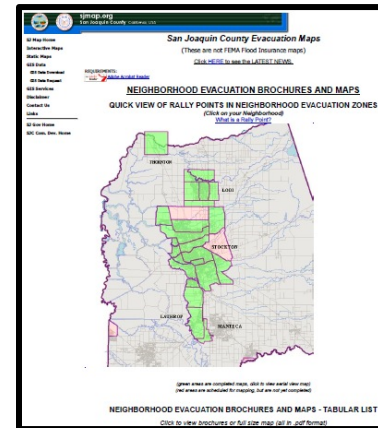 sjmap.org
San Joaquin County California, USA
SJ Map Home
Interactive Maps
Static Maps
GIS Data
GIS Data Download
GIS Data Request
GIS Services
Disclaimer
Contact Us
Links
SJ Gov Home
SJC Com. Dev. Home
San Joaquin County Evacuation Maps
(These are not FEMA Flood Insurance maps)
Click HERE to see the LATEST NEWS.
REQUIREMENTS:
Adobe Acrobat Reader
NEIGHBORHOOD EVACUATION BROCHURES AND MAPS
QUICK VIEW OF RALLY POINTS IN NEIGHBORHOOD EVACUATION ZONES
(Click on your Neighborhood)
What is a Rally Point?
THORNTON
LODI
STOCKTON
LATHROP
MANTECA
(green areas are completed maps, click to view aerial view map)
(red areas are scheduled for mapping, but are not yet completed)
NEIGHBORHOOD EVACUATION BROCHURES AND MAPS - TABULAR LIST
Click to view brochures or full size map (all in .pdf format)